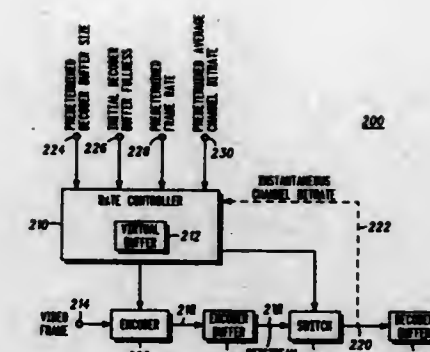 PREDETERMINED
DECODER BUFFER SIZE
INITIAL DECODER
BUFFER FULLNESS
PREDETERMINED
FRAME RATE
PREDETERMINED AVERAGE
CHANNEL BITRATE
200
224
226
228
230
INSTANTANEOUS
CHANNEL BITRATE
RATE CONTROLLER
210
VIRTUAL
BUFFER
212
222
VIDEO
FRAME
214
ENCODER
ENCODER
BUFFER
218
SWITCH
220
DECODER